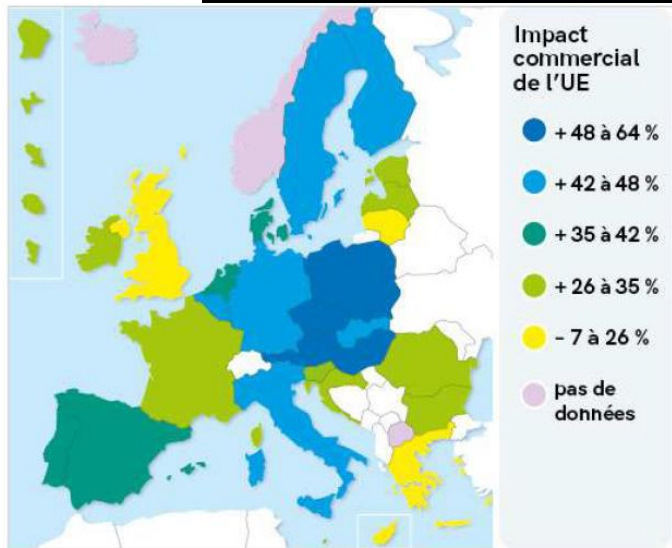 Impact
commercial
de l'UE
+ 48 à 64 %
+ 42 à 48 %
+ 35 à 42 %
+ 26 à 35 %
- 7 à 26 %
pas de
données